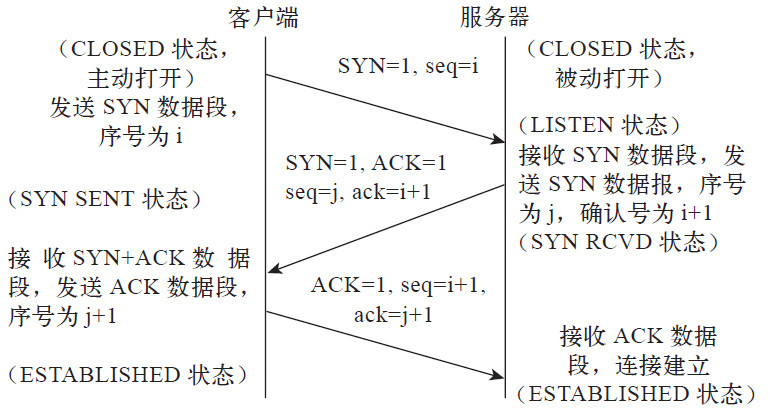 客户端
服务器
（CLOSED 状态，
主动打开）
发送 SYN 数据段，
序号为 i
SYN=1, seq=i
（CLOSED 状态，
被动打开）
（LISTEN 状态）
接收 SYN 数据段，发
送 SYN 数据报，序号
为 j，确认号为 i+1
（SYN RCVD 状态）
SYN=1, ACK=1
seq=j, ack=i+1
（SYN SENT 状态）
接 收 SYN+ACK 数 据
段，发送 ACK 数据段，
序号为 j+1
（ESTABLISHED 状态）
ACK=1, seq=i+1,
ack=j+1
接收 ACK 数据
段，连接建立
（ESTABLISHED 状态）